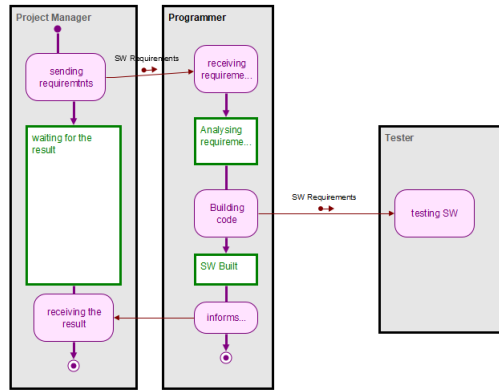 Project Manager
sending
requiremtnts
waiting for the
result
receiving the
result
SW Requirements
Programmer
receiving
requireme...
Analysing
requireme...
Building
code
SW Built
informs...
SW Requirements
Tester
testing SW